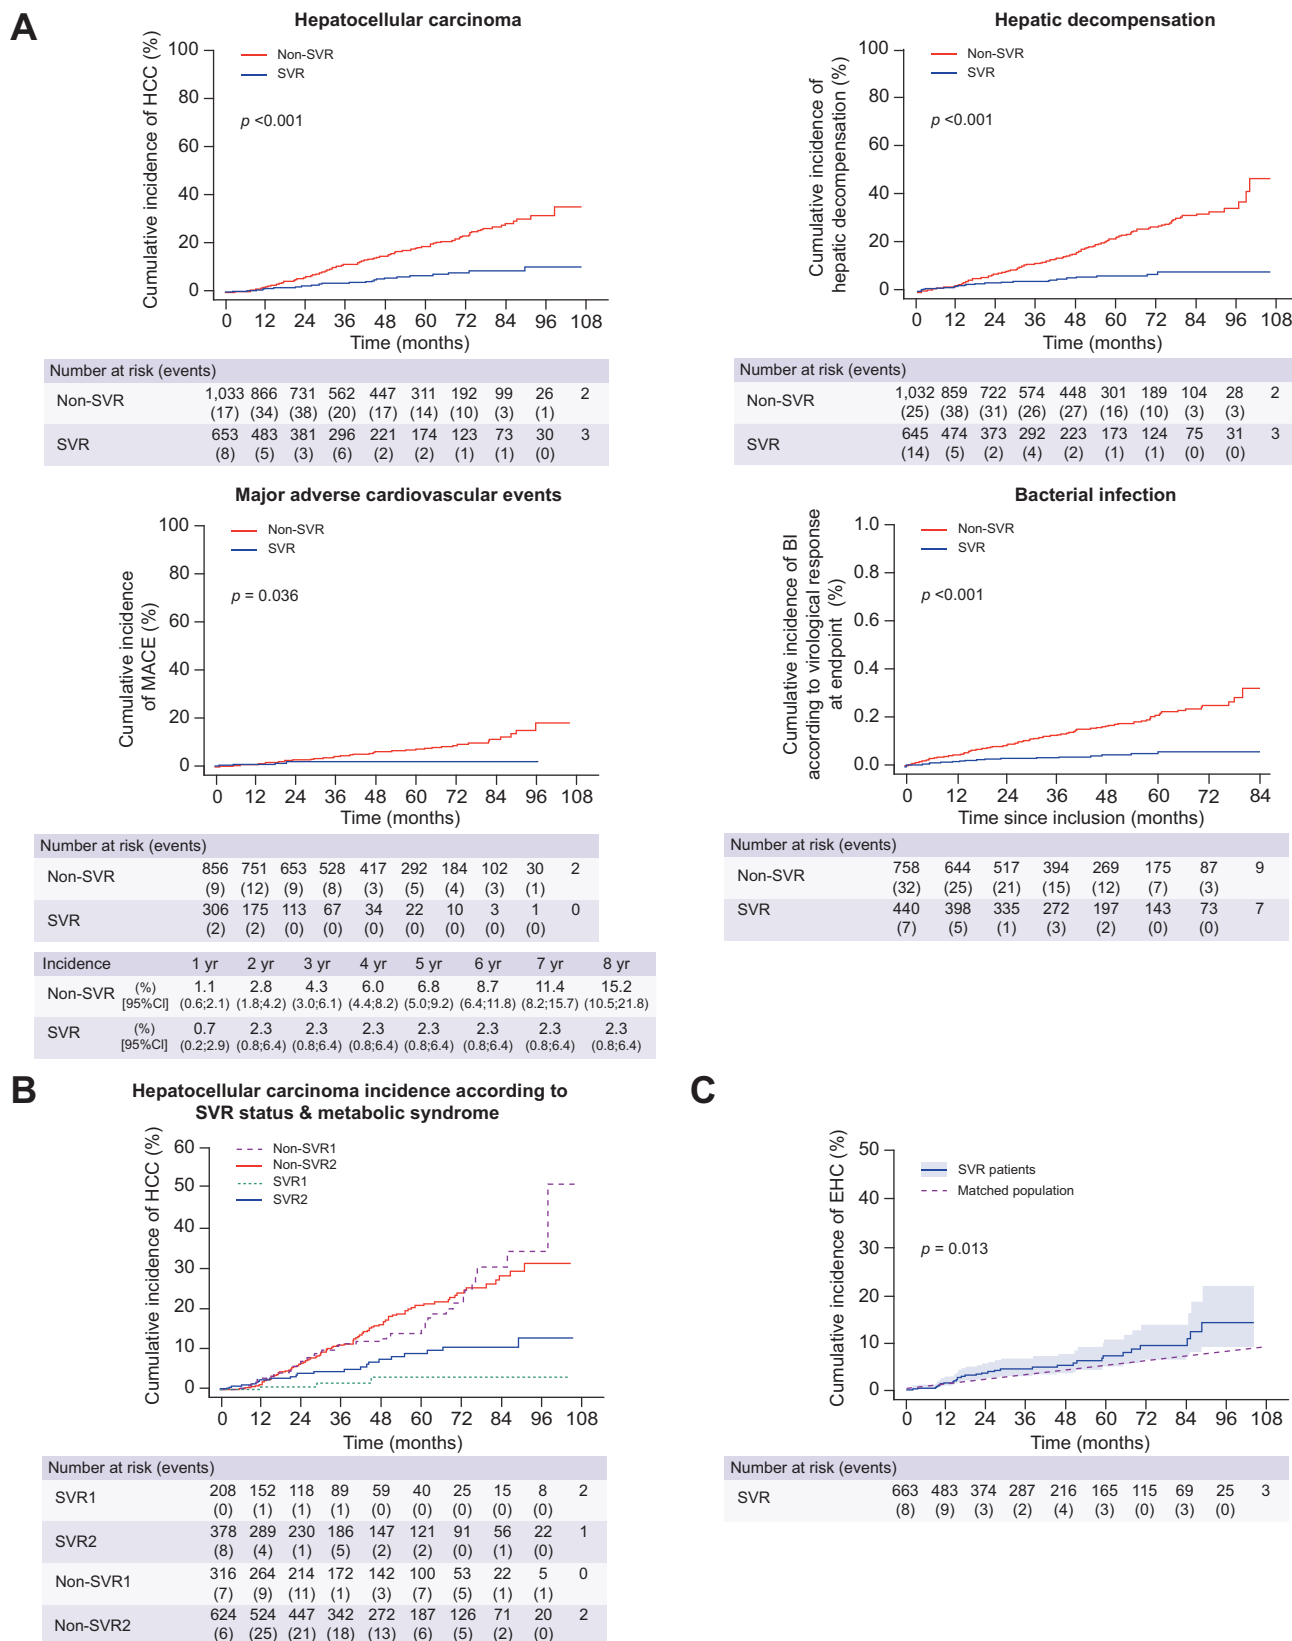 A
Hepatocellular carcinoma
Cumulative incidence of HCC (%)
100
80
60
40
20
0
Non-SVR
SVR
p <0.001
0 12 24 36 48 60 72 84 96 108
Time (months)
Number at risk (events)
Non-SVR 1,033 866 731 562 447 311 192 99 26 2
(17) (34) (38) (20) (17) (14) (10) (3) (1)
SVR 653 483 381 296 221 174 123 73 30 3
(8) (5) (3) (6) (2) (2) (1) (1) (0)
Hepatic decompensation
Cumulative incidence of
hepatic decompensation (%)
100
80
60
40
20
0
Non-SVR
SVR
p <0.001
0 12 24 36 48 60 72 84 96 108
Time (months)
Number at risk (events)
Non-SVR 1,032 859 722 574 448 301 189 104 28 2
(25) (38) (31) (26) (27) (16) (10) (3) (3)
SVR 645 474 373 292 223 173 124 75 31 3
(14) (5) (2) (4) (2) (1) (1) (0) (0)
Major adverse cardiovascular events
Cumulative incidence
of MACE (%)
100
80
60
40
20
0
Non-SVR
SVR
p = 0.036
0 12 24 36 48 60 72 84 96 108
Time (months)
Number at risk (events)
Non-SVR 856 751 653 528 417 292 184 102 30 2
(9) (12) (9) (8) (3) (5) (4) (3) (1)
SVR 306 175 113 67 34 22 10 3 1 0
(2) (2) (0) (0) (0) (0) (0) (0) (0)
Incidence 1 yr 2 yr 3 yr 4 yr 5 yr 6 yr 7 yr 8 yr
Non-SVR (%) 1.1 2.8 4.3 6.0 6.8 8.7 11.4 15.2
[95%CI] (0.6;2.1) (1.8;4.2) (3.0;6.1) (4.4;8.2) (5.0;9.2) (6.4;11.8) (8.2;15.7) (10.5;21.8)
SVR (%) 0.7 2.3 2.3 2.3 2.3 2.3 2.3 2.3
[95%CI] (0.2;2.9) (0.8;6.4) (0.8;6.4) (0.8;6.4) (0.8;6.4) (0.8;6.4) (0.8;6.4) (0.8;6.4)
Bacterial infection
Cumulative incidence of BI
according to virological response
at endpoint (%)
1.0
0.8
0.6
0.4
0.2
0.0
Non-SVR
SVR
p <0.001
0 12 24 36 48 60 72 84
Time since inclusion (months)
Number at risk (events)
Non-SVR 758 644 517 394 269 175 87 9
(32) (25) (21) (15) (12) (7) (3)
SVR 440 398 335 272 197 143 73 7
(7) (5) (1) (3) (2) (0) (0)
B
Hepatocellular carcinoma incidence according to
SVR status & metabolic syndrome
Cumulative incidence of HCC (%)
60
50
40
30
20
10
0
Non-SVR1
Non-SVR2
SVR1
SVR2
0 12 24 36 48 60 72 84 96 108
Time (months)
Number at risk (events)
SVR1 208 152 118 89 59 40 25 15 8 2
(0) (1) (1) (1) (0) (0) (0) (0) (0)
SVR2 378 289 230 186 147 121 91 56 22 1
(8) (4) (1) (5) (2) (2) (0) (1) (0)
Non-SVR1 316 264 214 172 142 100 53 22 5 0
(7) (9) (11) (1) (3) (7) (5) (1) (1)
Non-SVR2 624 524 447 342 272 187 126 71 20 2
(6) (25) (21) (18) (13) (6) (5) (2) (0)
C
Cumulative incidence of EHC (%)
50
40
30
20
10
0
SVR patients
Matched population
p = 0.013
0 12 24 36 48 60 72 84 96 108
Time (months)
Number at risk (events)
SVR 663 483 374 287 216 165 115 69 25 3
(8) (9) (3) (2) (4) (3) (0) (3) (0)